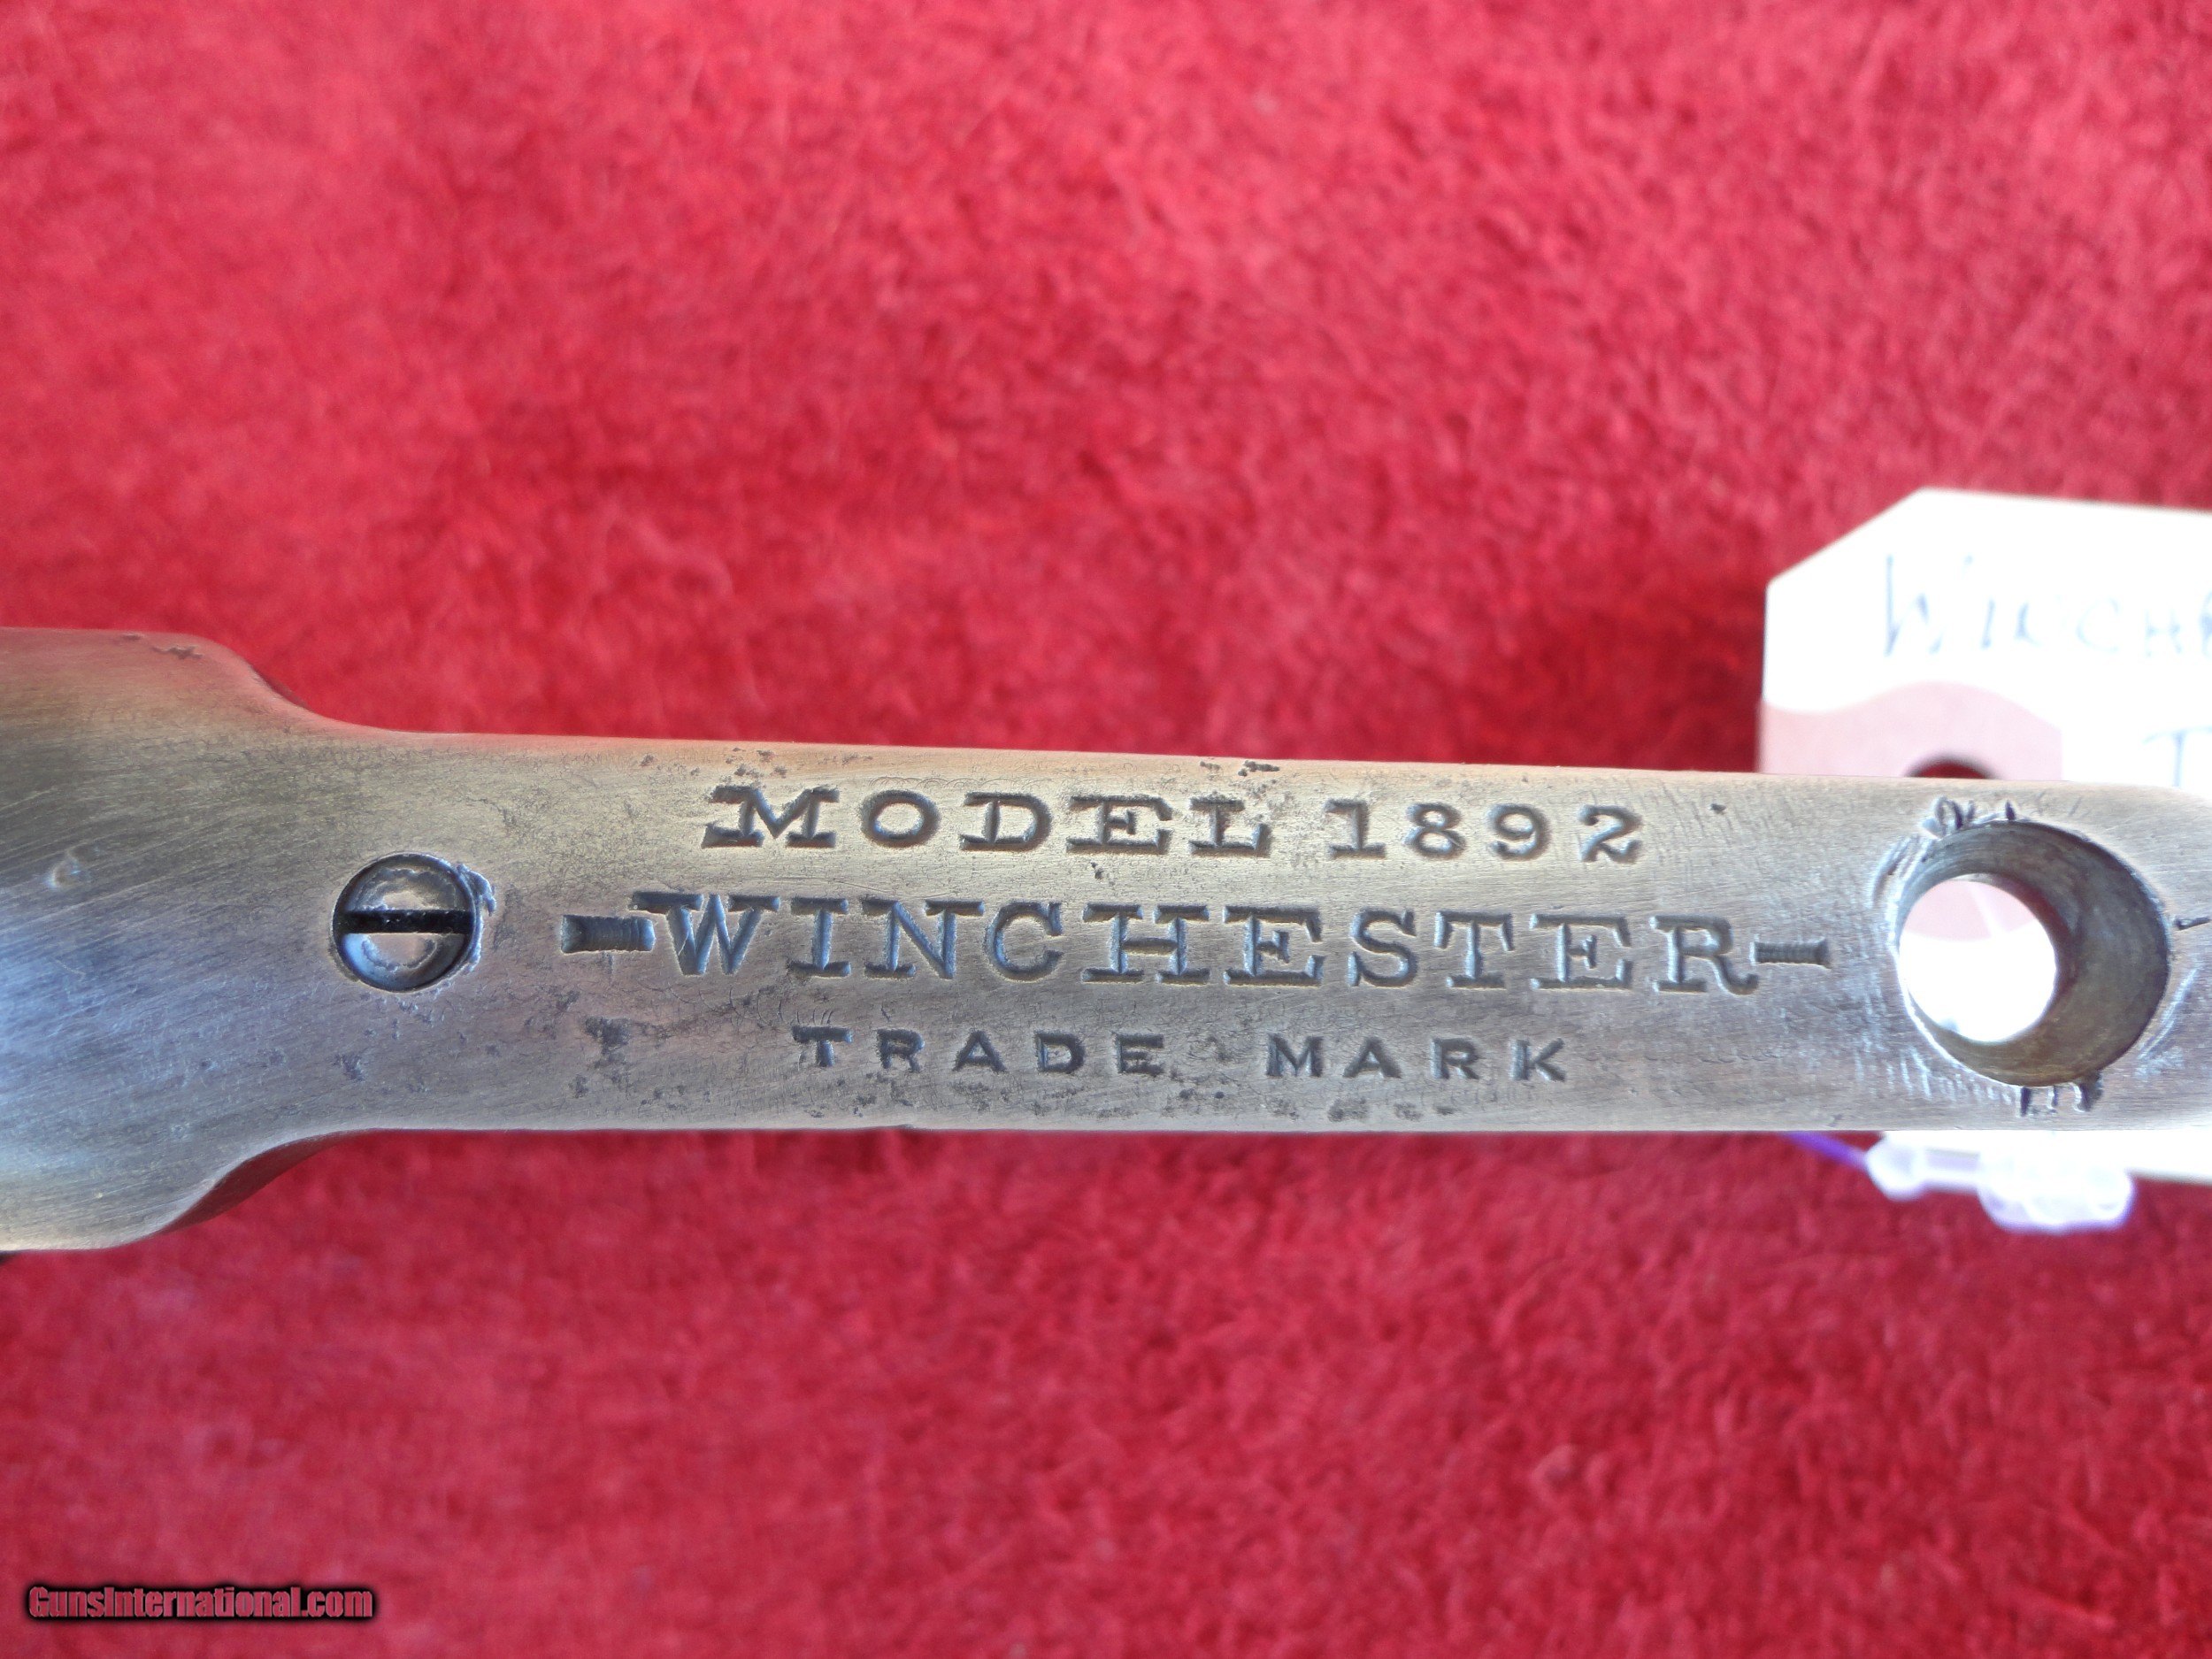 MODEL 1892
-WINCHESTER-
TRADE MARK
GunsInternational.com